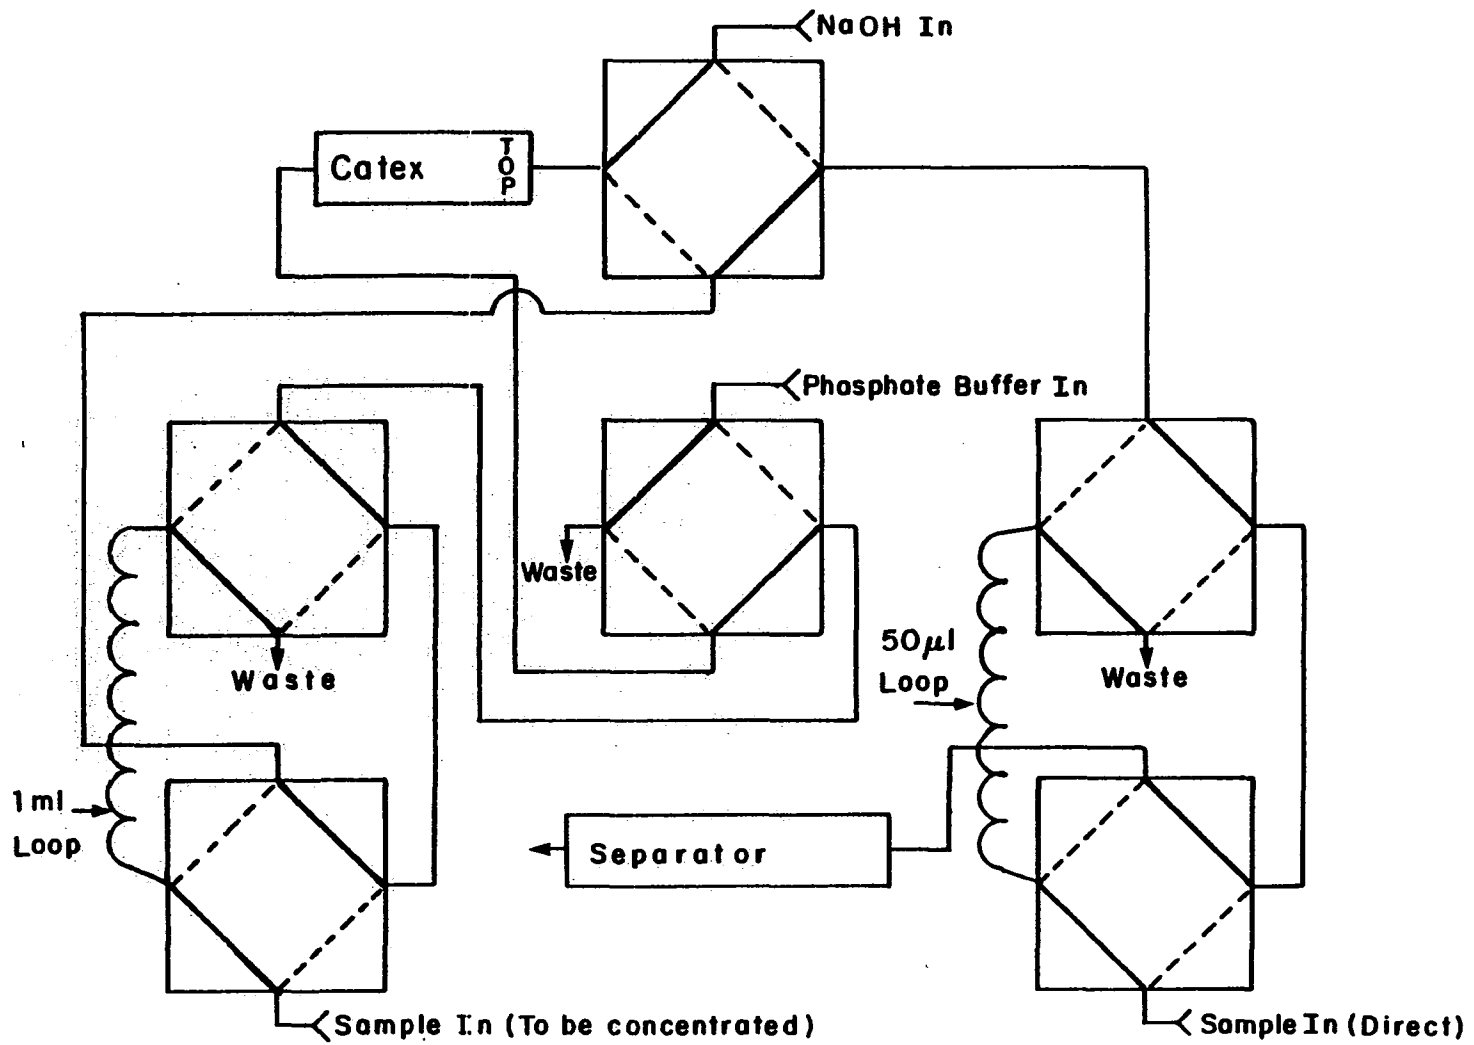 NaOH In
Catex
TOP
Phosphate Buffer In
Waste
Waste
50μl
Loop
Waste
1ml
Loop
Separator
Sample In (To be concentrated)
Sample In (Direct)